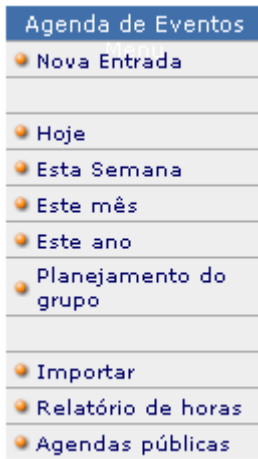 Agenda de Eventos
Menu
Nova Entrada
Hoje
Esta Semana
Este mês
Este ano
Planejamento do
grupo
Importar
Relatório de horas
Agendas públicas